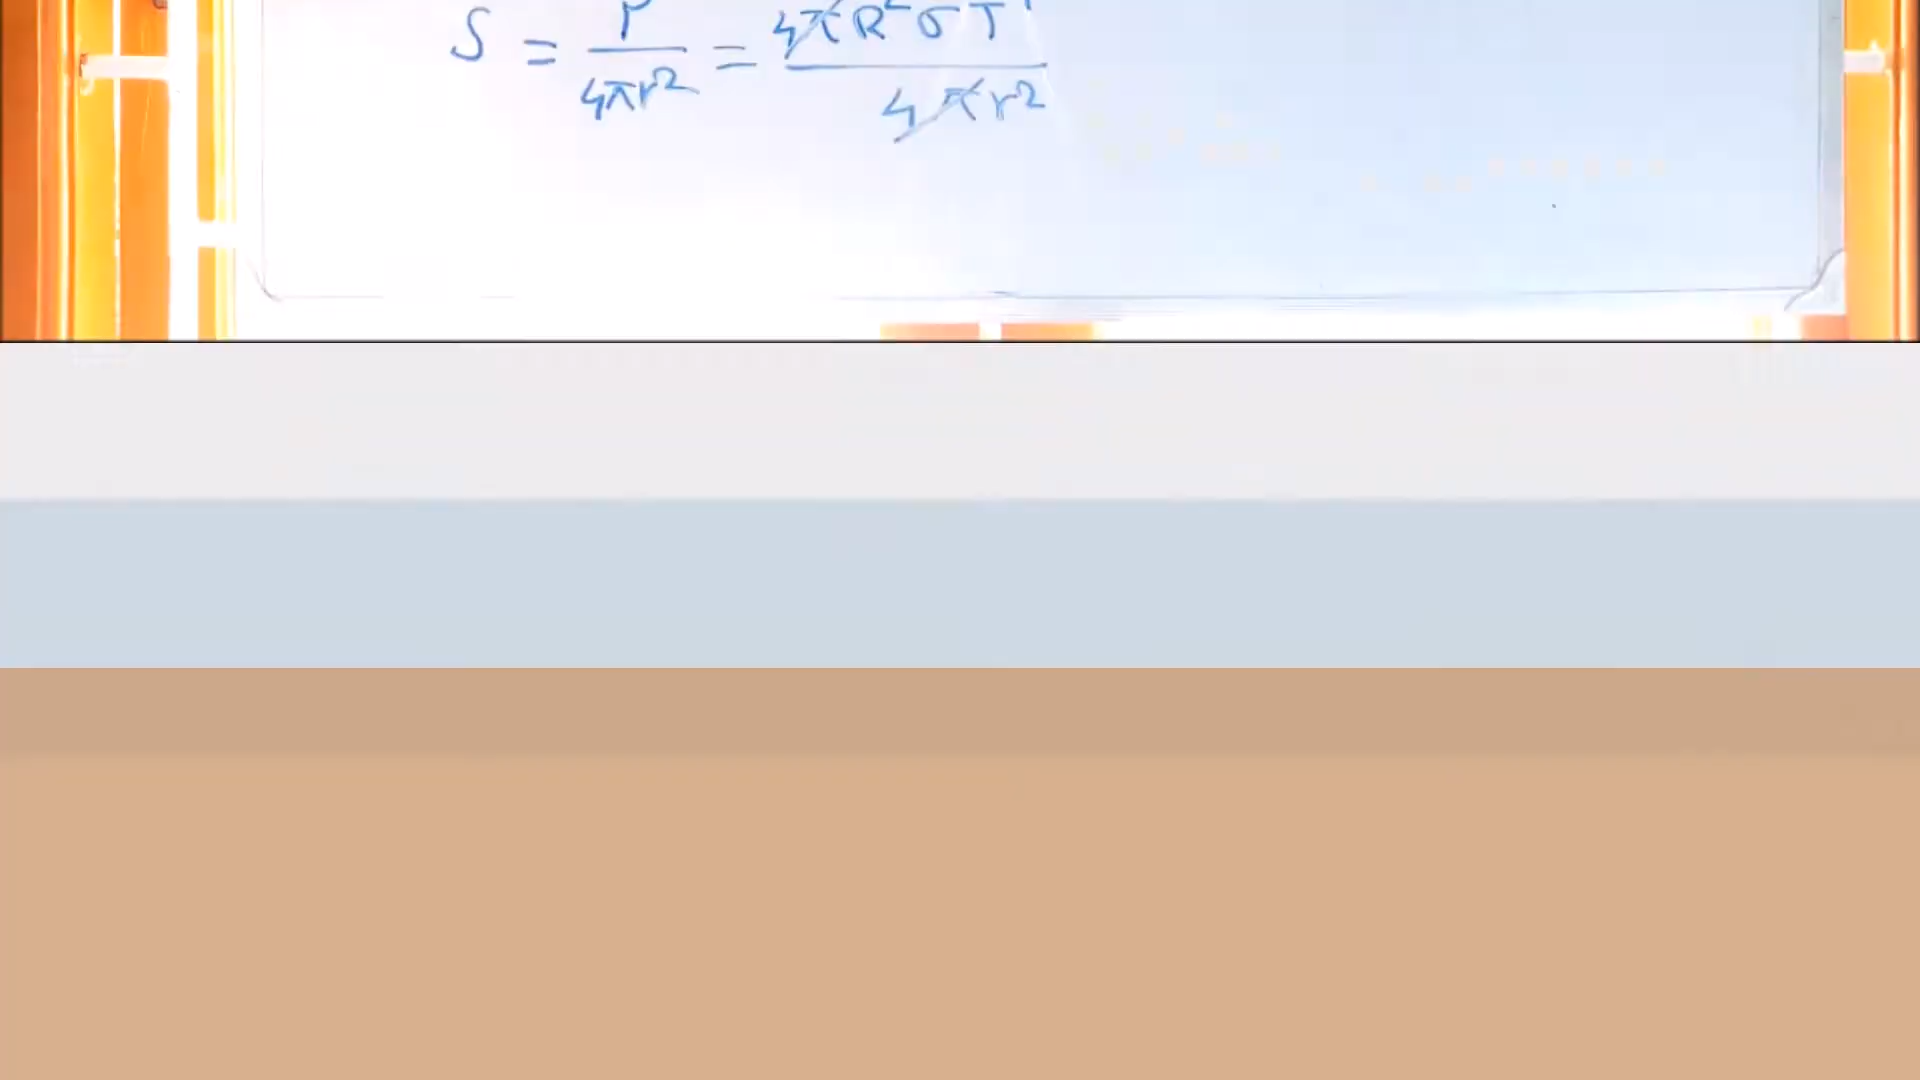 S = P / 4πr² = 4πR²σT⁴ / 4πr²